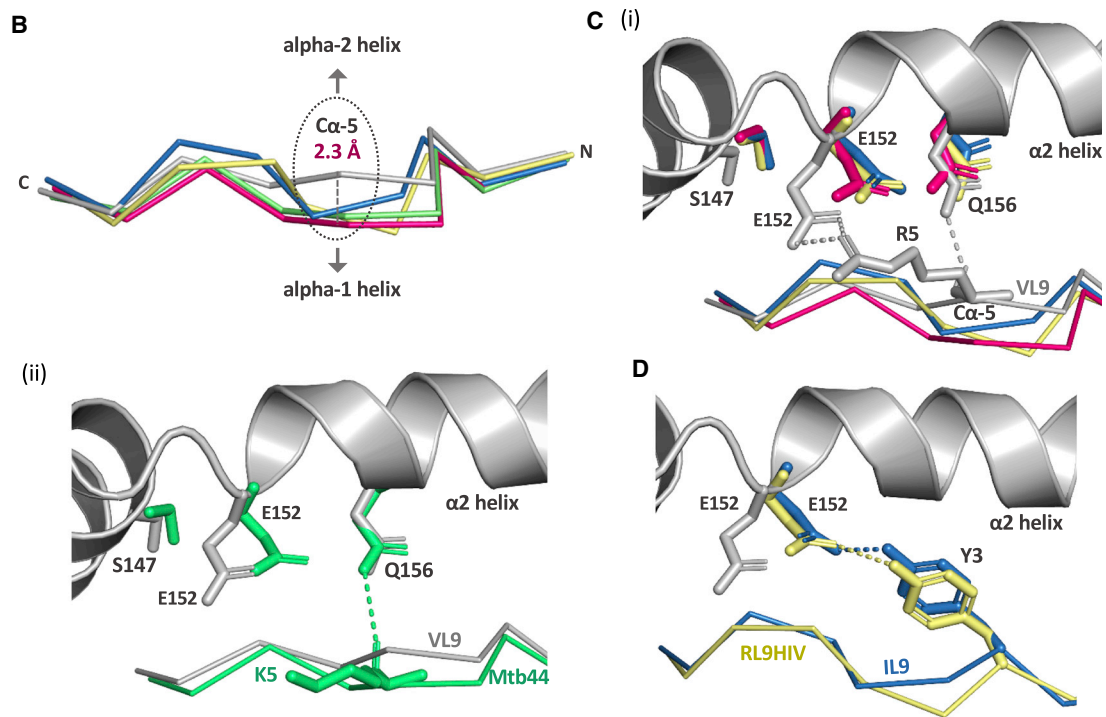 B
alpha-2 helix
Cα-5
2.3 Å
C
N
alpha-1 helix
C (i)
E152
α2 helix
S147
Q156
E152
R5
VL9
Cα-5
(ii)
α2 helix
E152
S147
Q156
E152
VL9
K5
Mtb44
D
E152
E152
α2 helix
Y3
RL9HIV
IL9